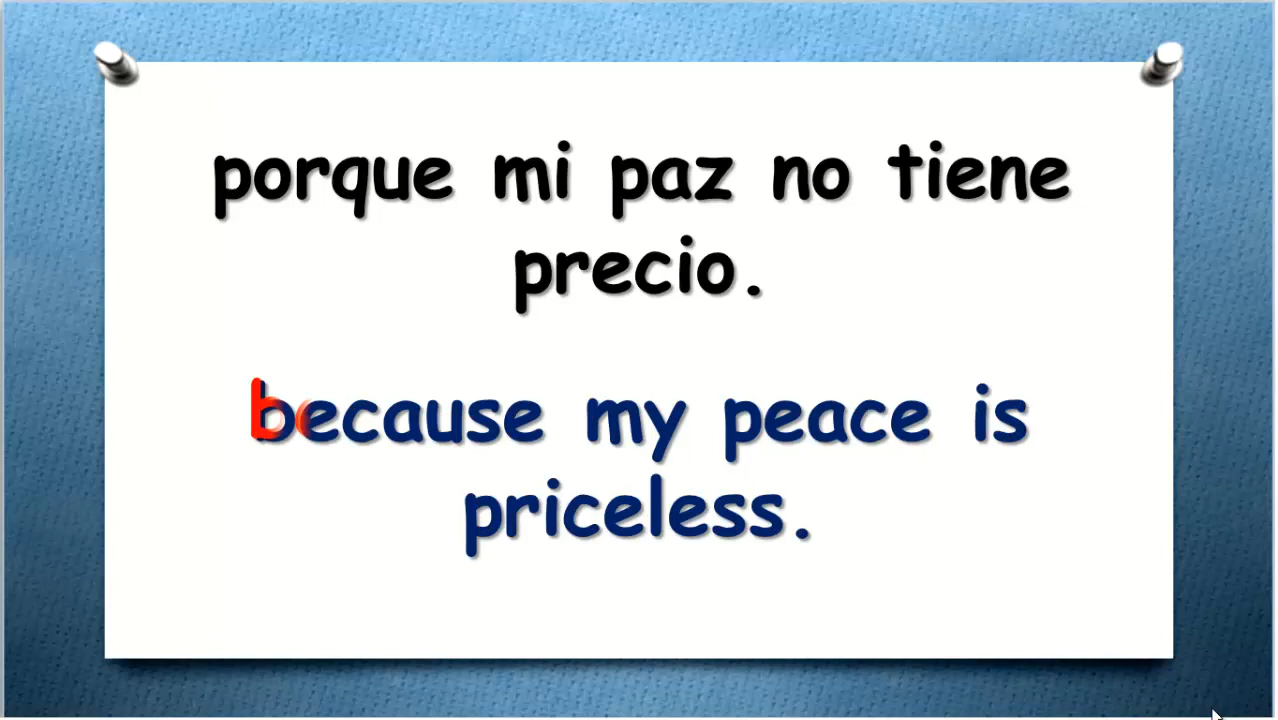 porque mi paz no tiene
precio.
because my peace is
priceless.